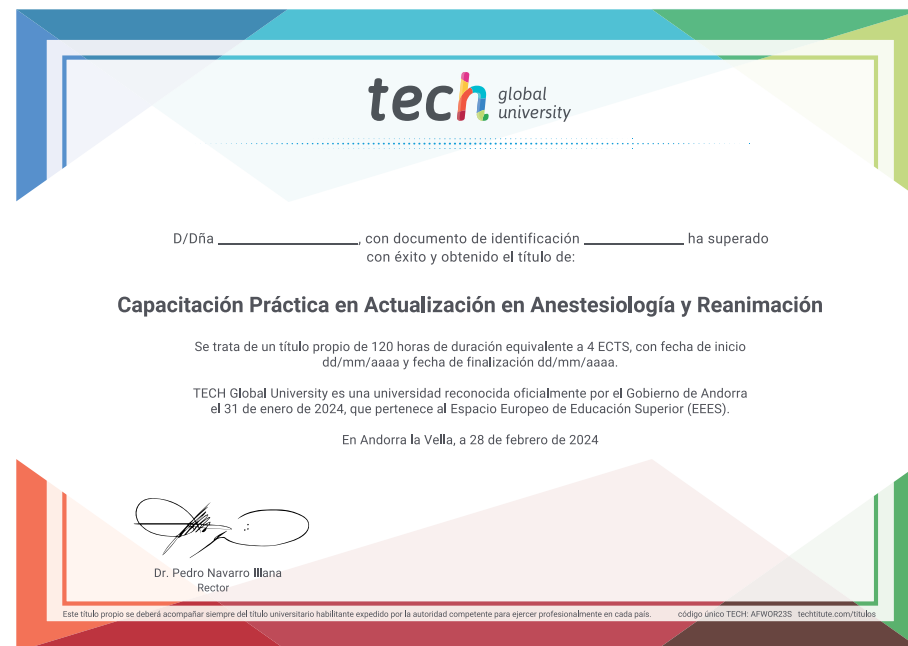 tech global university
D/Dña ____________________, con documento de identificación ______________ ha superado
con éxito y obtenido el título de:
Capacitación Práctica en Actualización en Anestesiología y Reanimación
Se trata de un título propio de 120 horas de duración equivalente a 4 ECTS, con fecha de inicio
dd/mm/aaaa y fecha de finalización dd/mm/aaaa.
TECH Global University es una universidad reconocida oficialmente por el Gobierno de Andorra
el 31 de enero de 2024, que pertenece al Espacio Europeo de Educación Superior (EEES).
En Andorra la Vella, a 28 de febrero de 2024
Dr. Pedro Navarro Illana
Rector
Este título propio se deberá acompañar siempre del título universitario habilitante expedido por la autoridad competente para ejercer profesionalmente en cada país. código único TECH: AFWOR23S techtitute.com/titulos